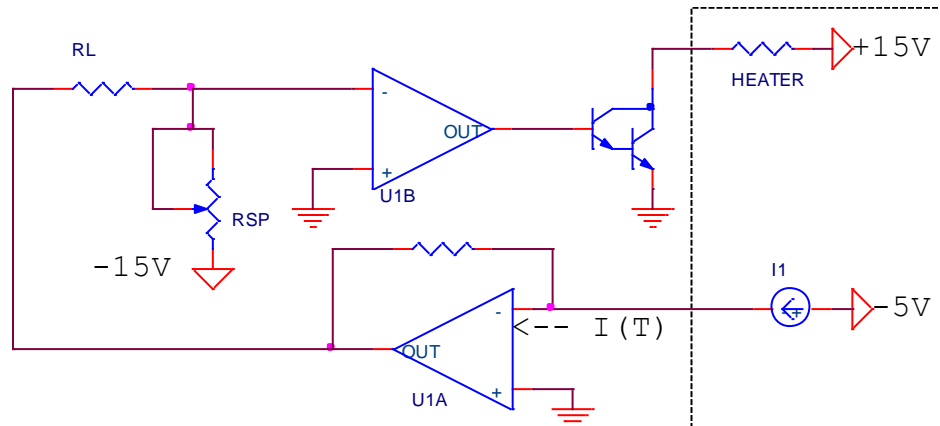 RL
+15V
HEATER
-
OUT
+
U1B
RSP
-15V
I1
-
<-- I(T)
+
-5V
OUT
U1A
+